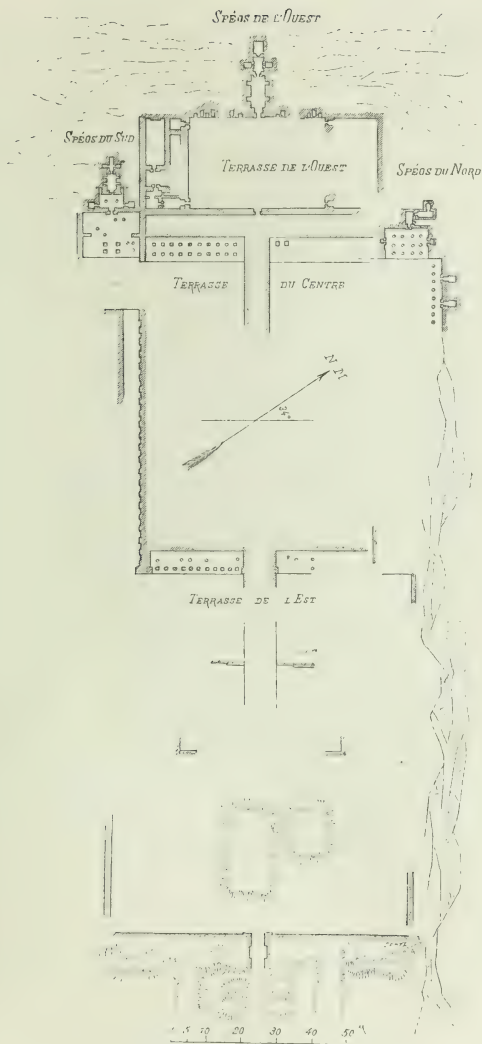 SPÉOS DE L'OUEST
SPÉOS DU SUD
TERRASSE DE L'OUEST
SPÉOS DU NORD
TERRASSE DU CENTRE
TERRASSE DE L'EST
5 10 20 30 40 50 M